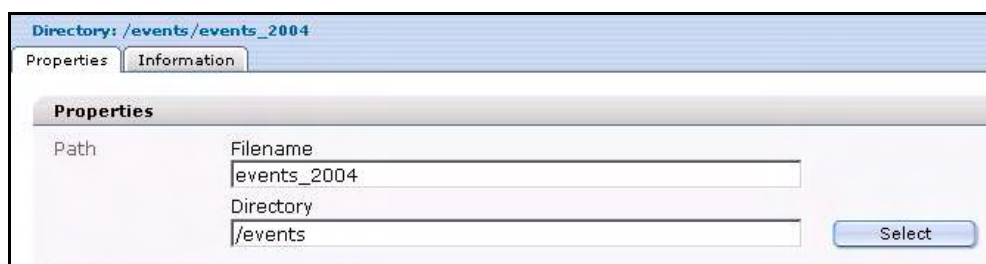 Directory: /events/events_2004
Properties Information
Properties
Path Filename
events_2004
Directory
/events Select